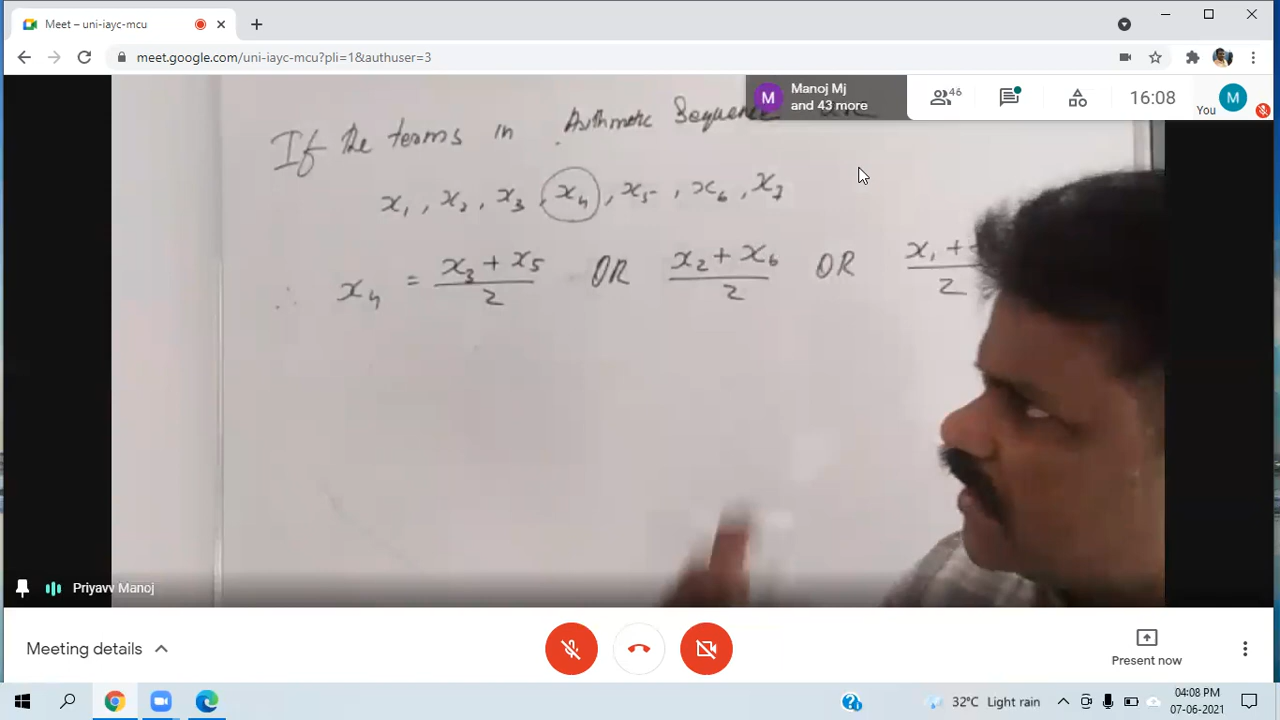 Meet – uni-iayc-mcu
meet.google.com/uni-iayc-mcu?pli=1&authuser=3
M Manoj Mj
and 43 more
46
16:08
You M
If the terms in Arithmetic Sequence are
x₁, x₂, x₃, x₄, x₅, x₆, x₇
∴ x₄ = x₃ + x₅ / 2 OR x₂ + x₆ / 2 OR x₁ + / 2
Priyavv Manoj
Meeting details
Present now
32°C Light rain
04:08 PM
07-06-2021